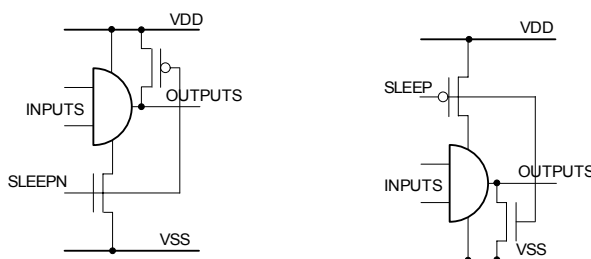 VDD
OUTPUTS
INPUTS
SLEEPN
VSS
VDD
SLEEP
OUTPUTS
INPUTS
VSS